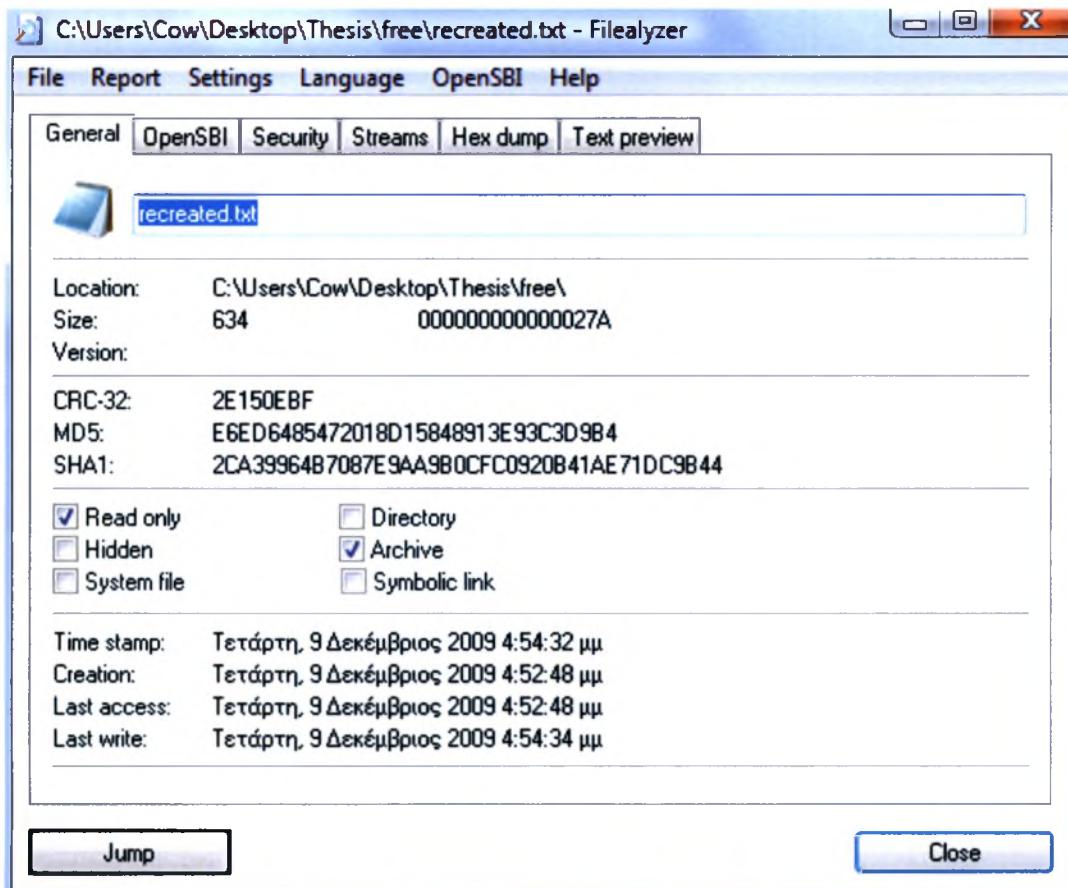 C:\Users\Cow\Desktop\Thesis\free\recreated.txt - Filealyzer
File Report Settings Language OpenSBI Help
General OpenSBI Security Streams Hex dump Text preview
recreated.txt
Location: C:\Users\Cow\Desktop\Thesis\free\
Size: 634 000000000000027A
Version:
CRC-32: 2E150EBF
MD5: E6ED6485472018D15848913E93C3D9B4
SHA1: 2CA39964B7087E9AA9B0CFC0920B41AE71DC9B44
Read only Directory
Hidden Archive
System file Symbolic link
Time stamp: Τετάρτη, 9 Δεκέμβριος 2009 4:54:32 μμ
Creation: Τετάρτη, 9 Δεκέμβριος 2009 4:52:48 μμ
Last access: Τετάρτη, 9 Δεκέμβριος 2009 4:52:48 μμ
Last write: Τετάρτη, 9 Δεκέμβριος 2009 4:54:34 μμ
Jump Close